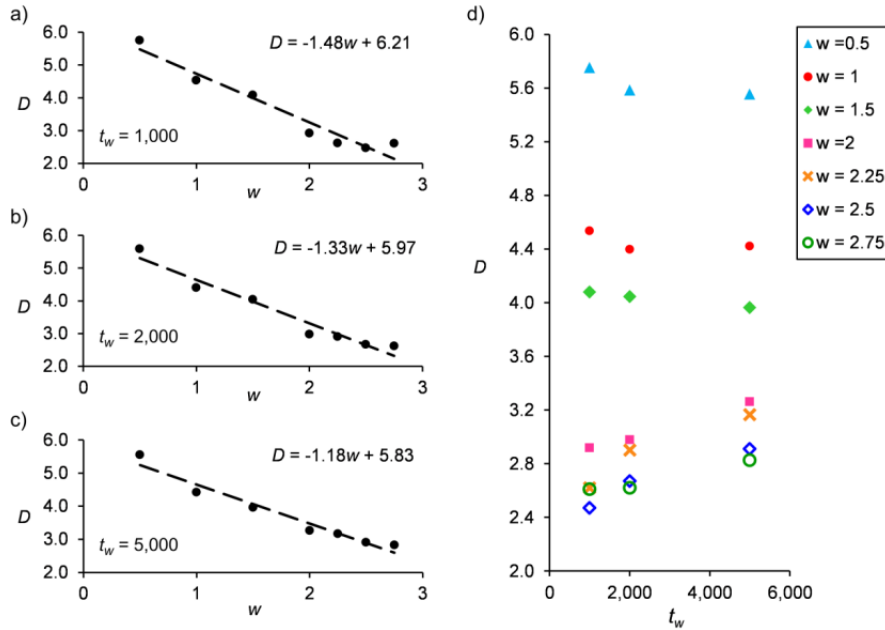 a)
6.0
5.0
4.0
3.0
2.0
D
D = -1.48w + 6.21
t_w = 1,000
0
1
2
3
w
b)
6.0
5.0
4.0
3.0
2.0
D
D = -1.33w + 5.97
t_w = 2,000
0
1
2
3
w
c)
6.0
5.0
4.0
3.0
2.0
D
D = -1.18w + 5.83
t_w = 5,000
0
1
2
3
w
d)
6.0
5.6
5.2
4.8
4.4
4.0
3.6
3.2
2.8
2.4
2.0
D
0
2,000
4,000
6,000
t_w
w =0.5
w = 1
w = 1.5
w =2
w = 2.25
w = 2.5
w = 2.75